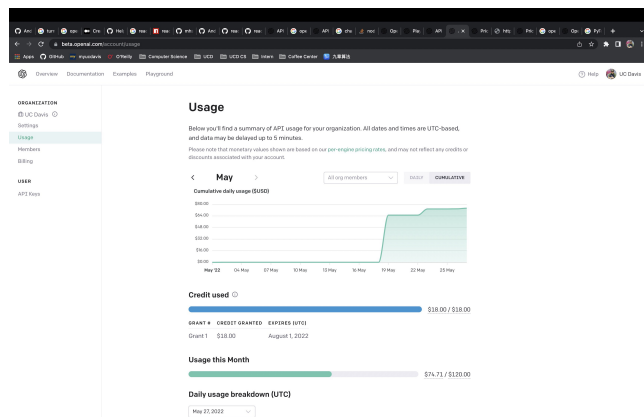 beta.openai.com/account/usage
Apps GitHub myucdavis O'Reilly Computer Science UCD UCD CS Intern Coffee Center
Overview Documentation Examples Playground Help UC Davis
ORGANIZATION
UC Davis
Settings
Usage
Members
Billing
USER
API Keys
Usage
Below you'll find a summary of API usage for your organization. All dates and times are UTC-based,
and data may be delayed up to 5 minutes.
Please note that monetary values shown are based on our per-engine pricing rates, and may not reflect any credits or
discounts associated with your account.
May All org members DAILY CUMULATIVE
Cumulative daily usage ($USD)
$80.00
$64.00
$48.00
$32.00
$16.00
$0.00
May '22 04 May 07 May 10 May 13 May 16 May 19 May 22 May 25 May
Credit used
$18.00 / $18.00
GRANT # CREDIT GRANTED EXPIRES (UTC)
Grant 1 $18.00 August 1, 2022
Usage this Month
$74.71 / $120.00
Daily usage breakdown (UTC)
May 27, 2022